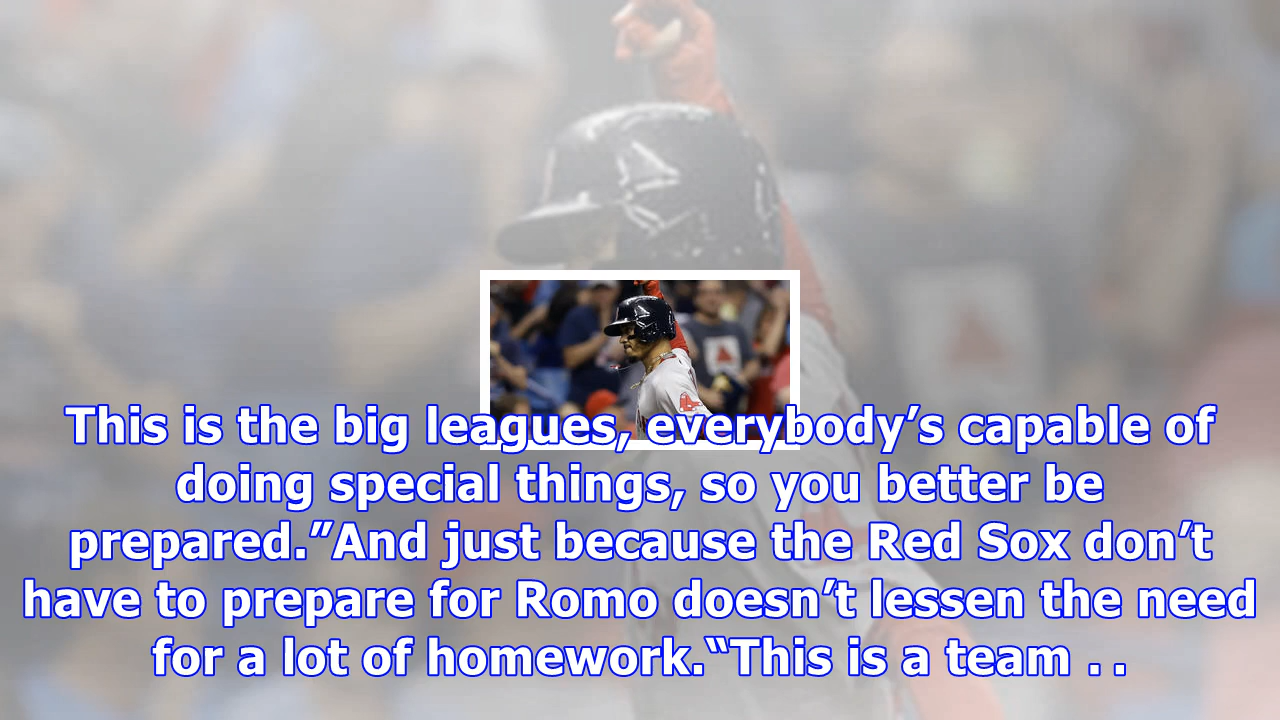 This is the big leagues, everybody’s capable of
doing special things, so you better be
prepared.”And just because the Red Sox don’t
have to prepare for Romo doesn’t lessen the need
for a lot of homework.“This is a team . .